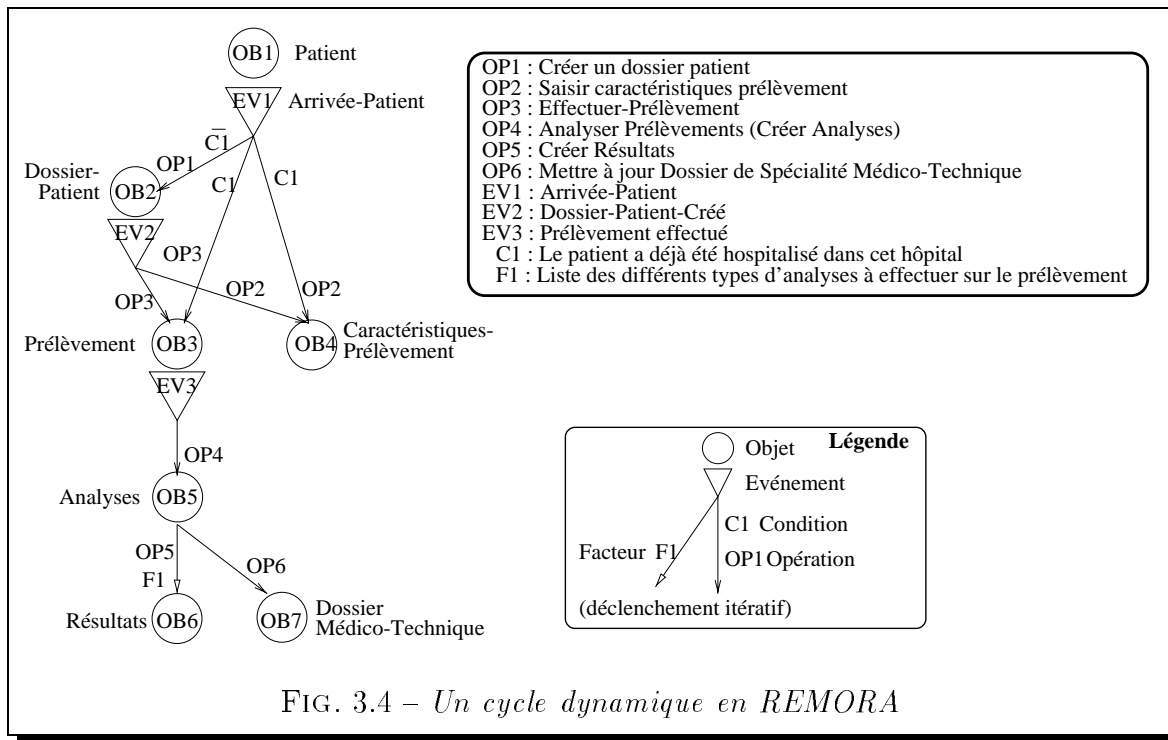 OB1 Patient
EV1 Arrivée-Patient
C̅1
OP1
Dossier-
Patient
OB2
C1
C1
EV2
OP3
OP3
OP2
OP2
Prélèvement OB3
OB4 Caractéristiques-
Prélèvement
EV3
OP4
Analyses OB5
OP5
F1
OP6
Résultats OB6
OB7 Dossier
Médico-Technique
OP1 : Créer un dossier patient
OP2 : Saisir caractéristiques prélèvement
OP3 : Effectuer-Prélèvement
OP4 : Analyser Prélèvements (Créer Analyses)
OP5 : Créer Résultats
OP6 : Mettre à jour Dossier de Spécialité Médico-Technique
EV1 : Arrivée-Patient
EV2 : Dossier-Patient-Créé
EV3 : Prélèvement effectué
C1 : Le patient a déjà été hospitalisé dans cet hôpital
F1 : Liste des différents types d'analyses à effectuer sur le prélèvement
Légende
Objet
Evénement
C1 Condition
Facteur F1
OP1 Opération
(déclenchement itératif)
FIG. 3.4 – Un cycle dynamique en REMORA